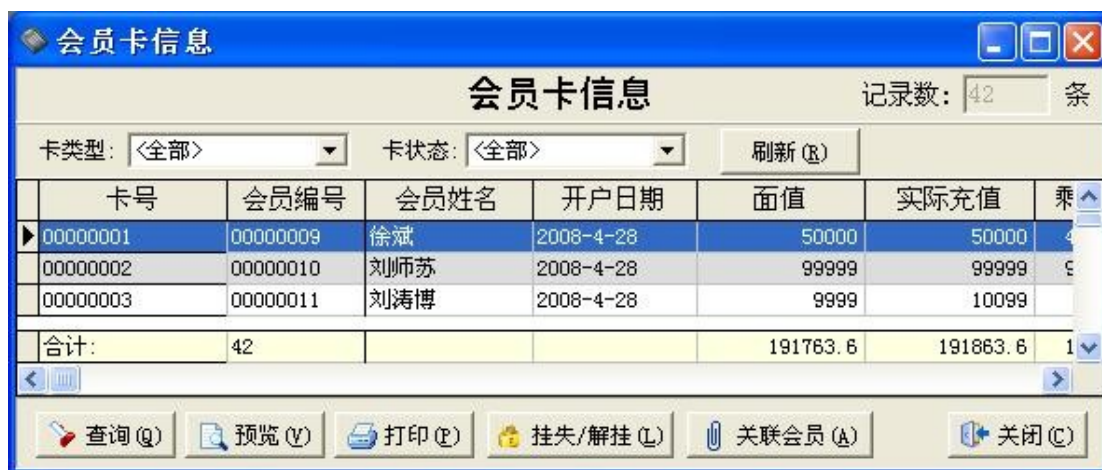 会员卡信息
会员卡信息 记录数: 42 条
卡类型: <全部> 卡状态: <全部> 刷新(R)
卡号 会员编号 会员姓名 开户日期 面值 实际充值
00000001 00000009 徐斌 2008-4-28 50000 50000
00000002 00000010 刘师苏 2008-4-28 99999 99999
00000003 00000011 刘涛博 2008-4-28 9999 10099
合计: 42 191763.6 191863.6
查询(Q) 预览(V) 打印(P) 挂失/解挂(L) 关联会员(A) 关闭(C)